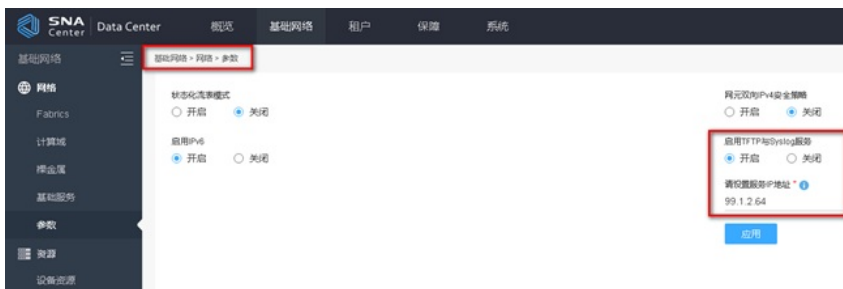 SNA Center Data Center 概览 基础网络 租户 保障 系统
基础网络 基础网络 > 网络 > 参数
网络
Fabrics
计算域
裸金属
基础服务
参数
资源
设备资源
状态化流表模式
开启 关闭
启用IPv6
开启 关闭
网元双向IPv4安全策略
开启 关闭
启用TFTP与Syslog服务
开启 关闭
请设置服务IP地址 *
99.1.2.64
应用